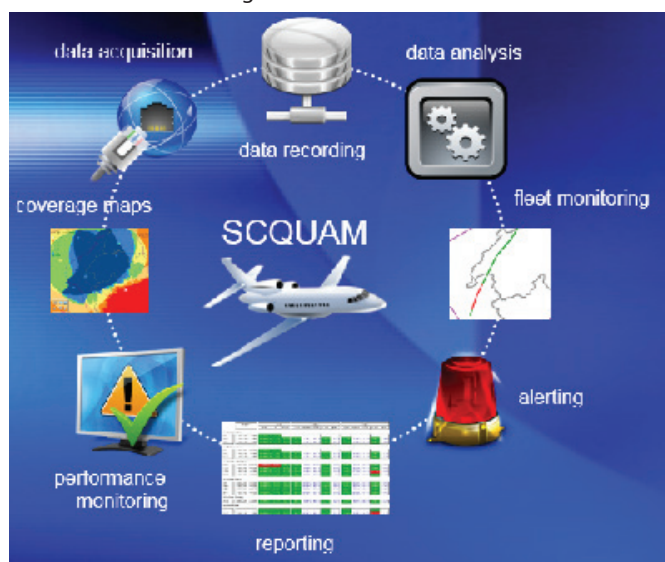 data acquisition
data analysis
data recording
coverage maps
fleet monitoring
SCQUAM
alerting
performance
monitoring
reporting